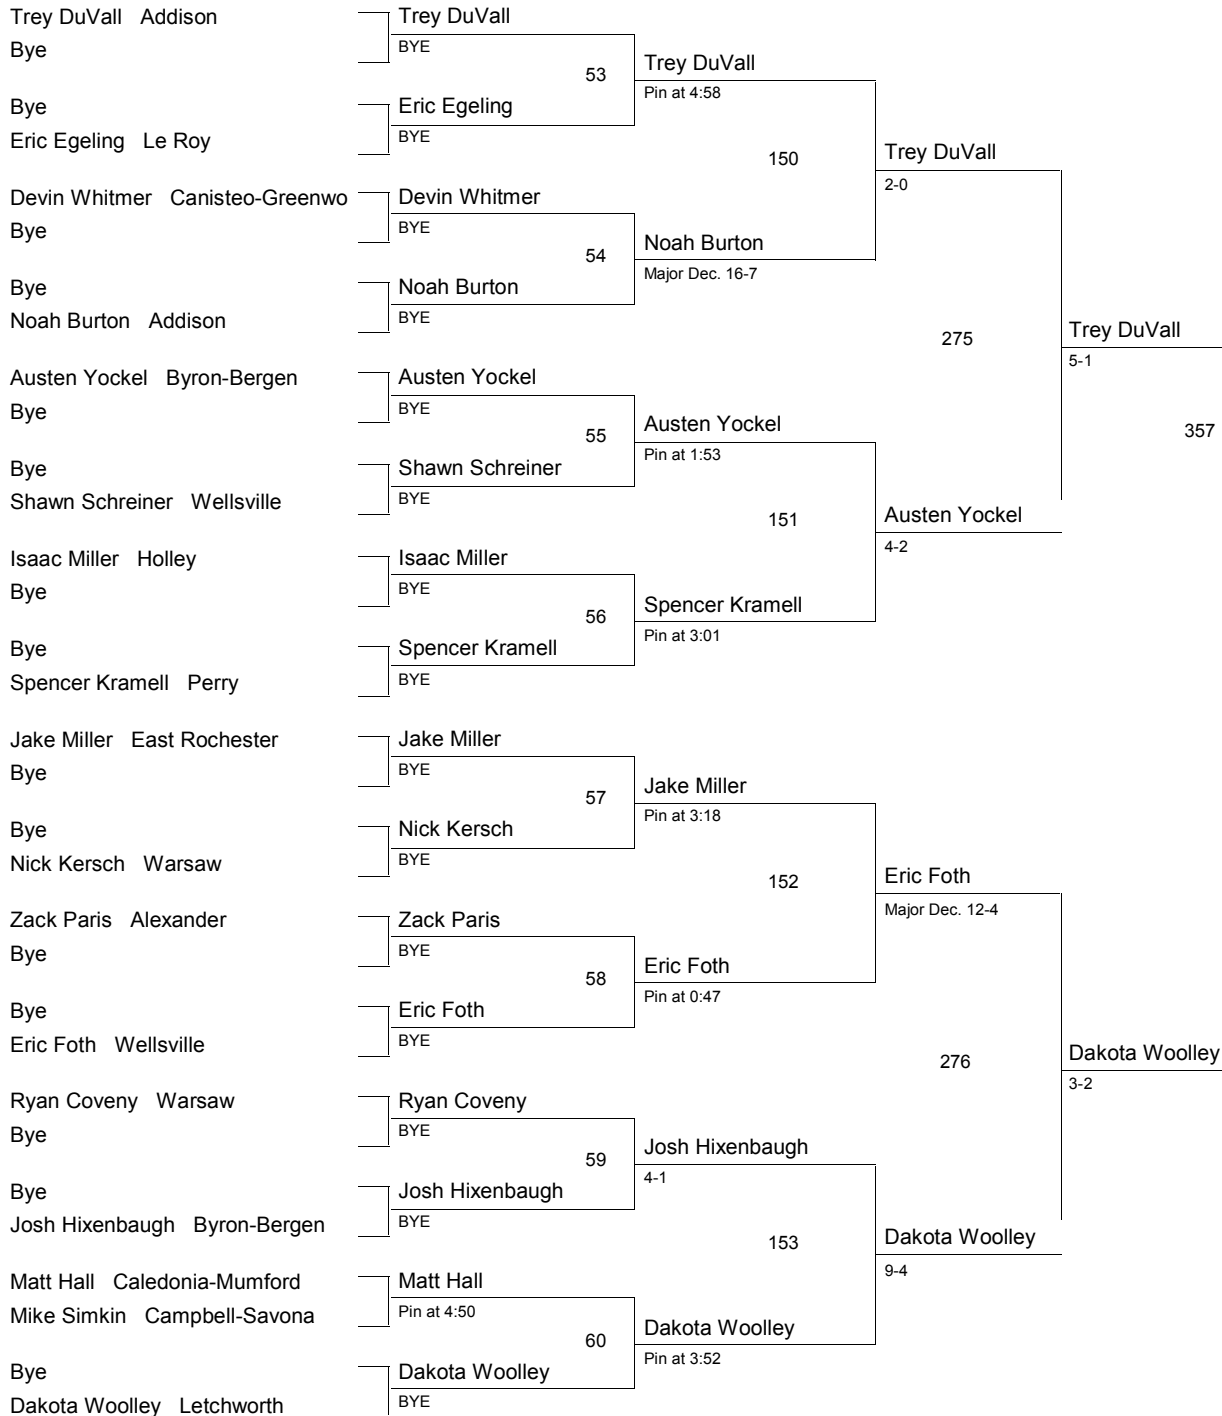 Trey DuVall Addison
Trey DuVall
Bye
BYE
53
Trey DuVall
Pin at 4:58
Bye
Eric Egeling
Eric Egeling Le Roy
BYE
150
Trey DuVall
2-0
Devin Whitmer Canisteo-Greenwo
Devin Whitmer
Bye
BYE
54
Noah Burton
Major Dec. 16-7
Bye
Noah Burton
Noah Burton Addison
BYE
275
Trey DuVall
5-1
357
Austen Yockel Byron-Bergen
Austen Yockel
Bye
BYE
55
Austen Yockel
Pin at 1:53
Bye
Shawn Schreiner
Shawn Schreiner Wellsville
BYE
151
Austen Yockel
4-2
Isaac Miller Holley
Isaac Miller
Bye
BYE
56
Spencer Kramell
Pin at 3:01
Bye
Spencer Kramell
Spencer Kramell Perry
BYE
Jake Miller East Rochester
Jake Miller
Bye
BYE
57
Jake Miller
Pin at 3:18
Bye
Nick Kersch
Nick Kersch Warsaw
BYE
152
Eric Foth
Major Dec. 12-4
Zack Paris Alexander
Zack Paris
Bye
BYE
58
Eric Foth
Pin at 0:47
Bye
Eric Foth
Eric Foth Wellsville
BYE
276
Dakota Woolley
3-2
Ryan Coveny Warsaw
Ryan Coveny
Bye
BYE
59
Josh Hixenbaugh
4-1
Bye
Josh Hixenbaugh
Josh Hixenbaugh Byron-Bergen
BYE
153
Dakota Woolley
9-4
Matt Hall Caledonia-Mumford
Matt Hall
Mike Simkin Campbell-Savona
Pin at 4:50
60
Dakota Woolley
Pin at 3:52
Bye
Dakota Woolley
Dakota Woolley Letchworth
BYE